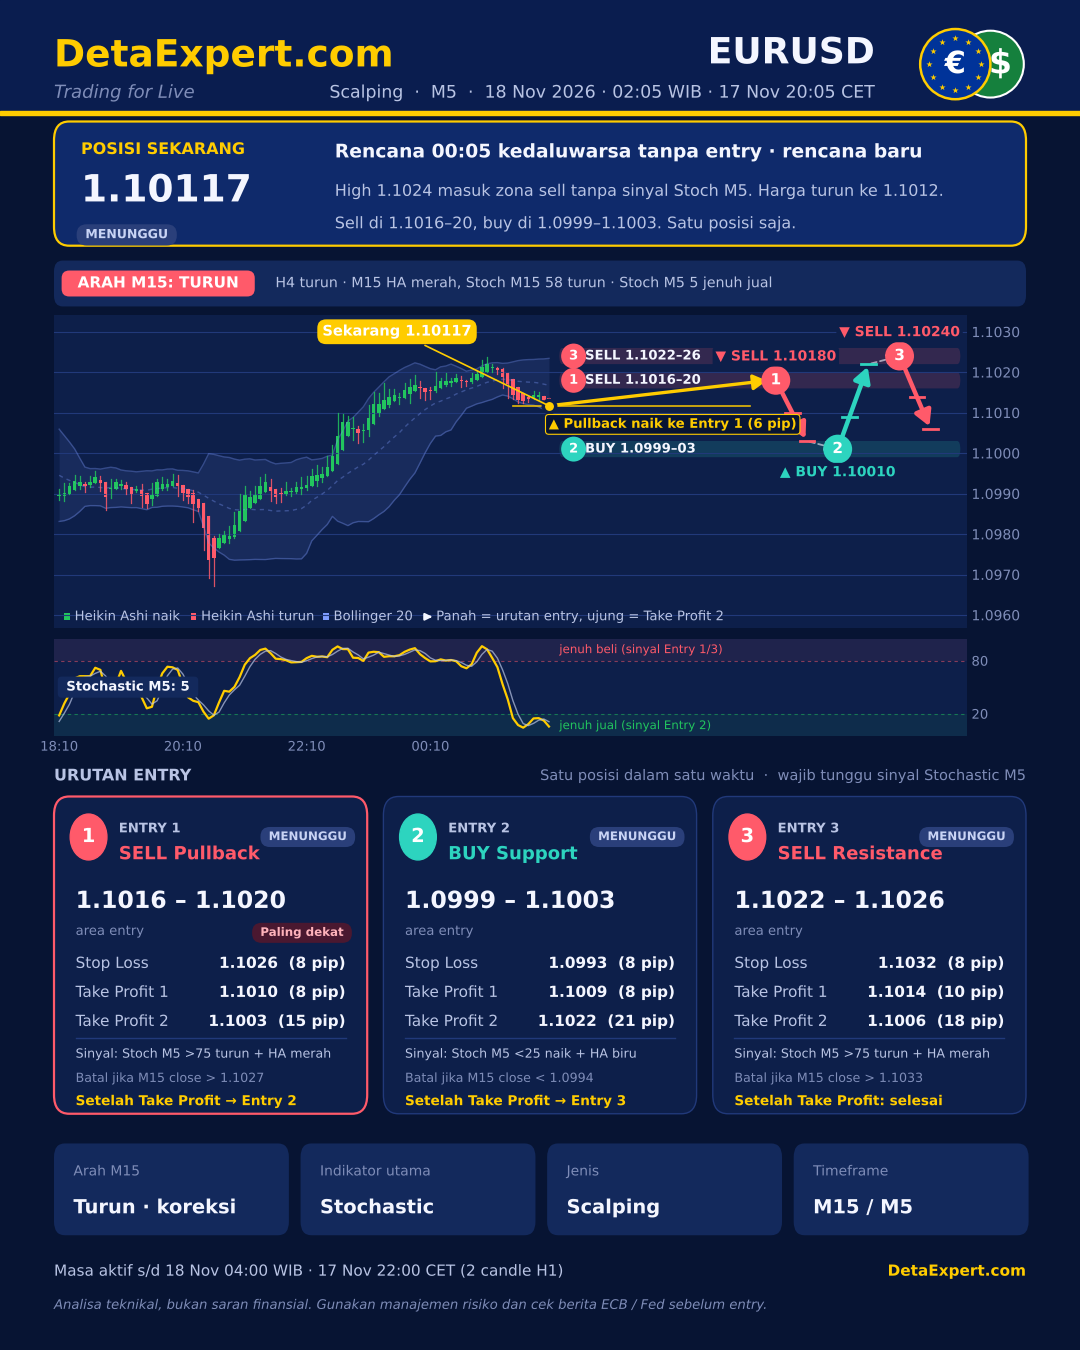 DetaExpert.com
EURUSD
€ $
Trading for Live
Scalping · M5 · 18 Nov 2026 · 02:05 WIB · 17 Nov 20:05 CET
POSISI SEKARANG
1.10117
MENUNGGU
Rencana 00:05 kedaluwarsa tanpa entry · rencana baru
High 1.1024 masuk zona sell tanpa sinyal Stoch M5. Harga turun ke 1.1012.
Sell di 1.1016–20, buy di 1.0999–1.1003. Satu posisi saja.
ARAH M15: TURUN
H4 turun · M15 HA merah, Stoch M15 58 turun · Stoch M5 5 jenuh jual
Sekarang 1.10117
▼ SELL 1.10240
1.1030
3 SELL 1.1022–26
▼ SELL 1.10180
3
1 SELL 1.1016–20
1
1.1020
▲ Pullback naik ke Entry 1 (6 pip)
1.1010
2 BUY 1.0999–03
2
1.1000
▲ BUY 1.10010
1.0990
1.0980
1.0970
1.0960
Heikin Ashi naik
Heikin Ashi turun
Bollinger 20
Panah = urutan entry, ujung = Take Profit 2
jenuh beli (sinyal Entry 1/3)
80
Stochastic M5: 5
jenuh jual (sinyal Entry 2)
20
18:10
20:10
22:10
00:10
URUTAN ENTRY
Satu posisi dalam satu waktu · wajib tunggu sinyal Stochastic M5
1
ENTRY 1
MENUNGGU
SELL Pullback
1.1016 – 1.1020
area entry
Paling dekat
Stop Loss 1.1026 (8 pip)
Take Profit 1 1.1010 (8 pip)
Take Profit 2 1.1003 (15 pip)
Sinyal: Stoch M5 >75 turun + HA merah
Batal jika M15 close > 1.1027
Setelah Take Profit → Entry 2
2
ENTRY 2
MENUNGGU
BUY Support
1.0999 – 1.1003
area entry
Stop Loss 1.0993 (8 pip)
Take Profit 1 1.1009 (8 pip)
Take Profit 2 1.1022 (21 pip)
Sinyal: Stoch M5 <25 naik + HA biru
Batal jika M15 close < 1.0994
Setelah Take Profit → Entry 3
3
ENTRY 3
MENUNGGU
SELL Resistance
1.1022 – 1.1026
area entry
Stop Loss 1.1032 (8 pip)
Take Profit 1 1.1014 (10 pip)
Take Profit 2 1.1006 (18 pip)
Sinyal: Stoch M5 >75 turun + HA merah
Batal jika M15 close > 1.1033
Setelah Take Profit: selesai
Arah M15
Turun · koreksi
Indikator utama
Stochastic
Jenis
Scalping
Timeframe
M15 / M5
Masa aktif s/d 18 Nov 04:00 WIB · 17 Nov 22:00 CET (2 candle H1)
DetaExpert.com
Analisa teknikal, bukan saran finansial. Gunakan manajemen risiko dan cek berita ECB / Fed sebelum entry.